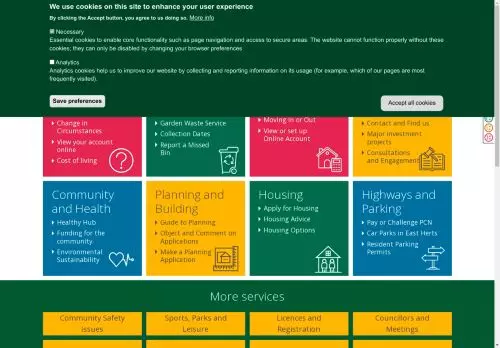 We use cookies on this site to enhance your user experience
By clicking the Accept button, you agree to us doing so. More info
Necessary
Essential cookies to enable core functionality such as page navigation and access to secure areas. The website cannot function properly without these
cookies; they can only be disabled by changing your browser preferences
Analytics
Analytics cookies help us to improve our website by collecting and reporting information on its usage (for example, which of our pages are most
frequently visited).
Save preferences
Accept all cookies
Change in
Circumstances
View your account
online
Cost of living
Garden Waste Service
Collection Dates
Report a Missed
Bin
Moving In or Out
View or set up
Online Account
Contact and Find us
Major investment
projects
Consultations
and Engagement
Community
and Health
Healthy Hub
Funding for the
community
Environmental
Sustainability
Planning and
Building
Guide to Planning
Object and Comment on
Applications
Make a Planning
Application
Housing
Apply for Housing
Housing Advice
Housing Options
Highways and
Parking
Pay or Challenge PCN
Car Parks in East Herts
Resident Parking
Permits
More services
Community Safety
issues
Sports, Parks and
Leisure
Licences and
Registration
Councillors and
Meetings